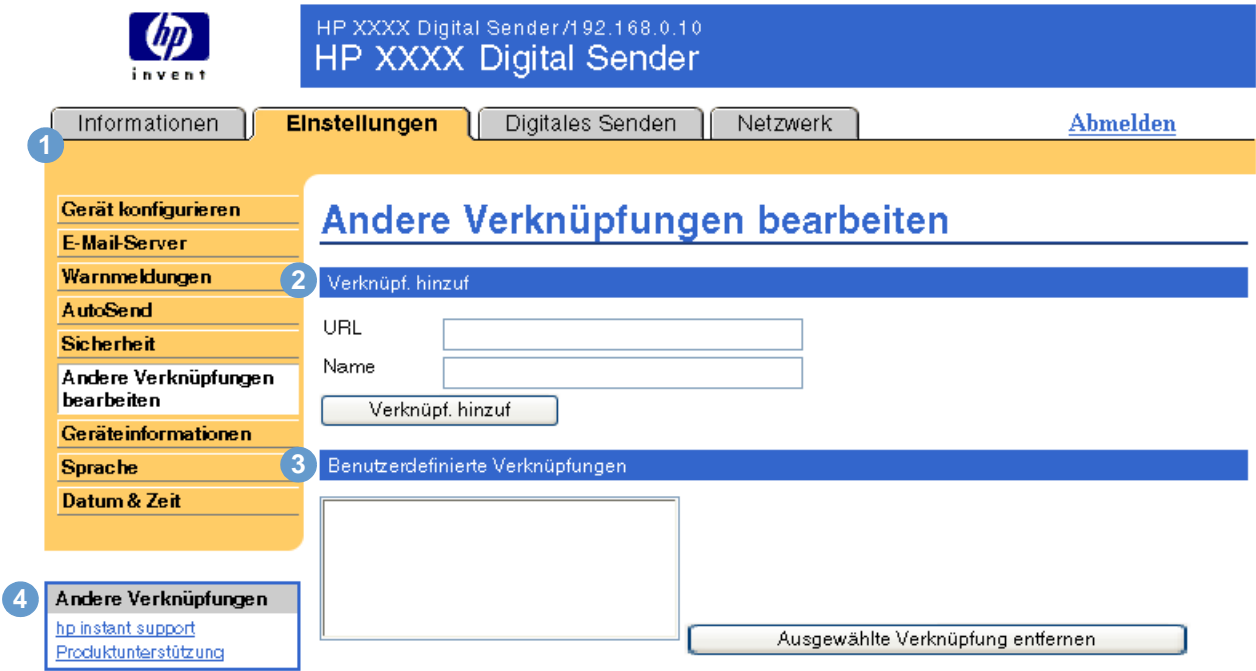 hp
invent
HP XXXX Digital Sender/192.168.0.10
HP XXXX Digital Sender
Informationen
Einstellungen
Digitales Senden
Netzwerk
Abmelden
1
Gerät konfigurieren
E-Mail-Server
Warnmeldungen
AutoSend
Sicherheit
Andere Verknüpfungen
bearbeiten
Geräteinformationen
Sprache
Datum & Zeit
Andere Verknüpfungen bearbeiten
2
Verknüpf. hinzuf
URL
Name
Verknüpf. hinzuf
3
Benutzerdefinierte Verknüpfungen
Ausgewählte Verknüpfung entfernen
4
Andere Verknüpfungen
hp instant support
Produktunterstützung